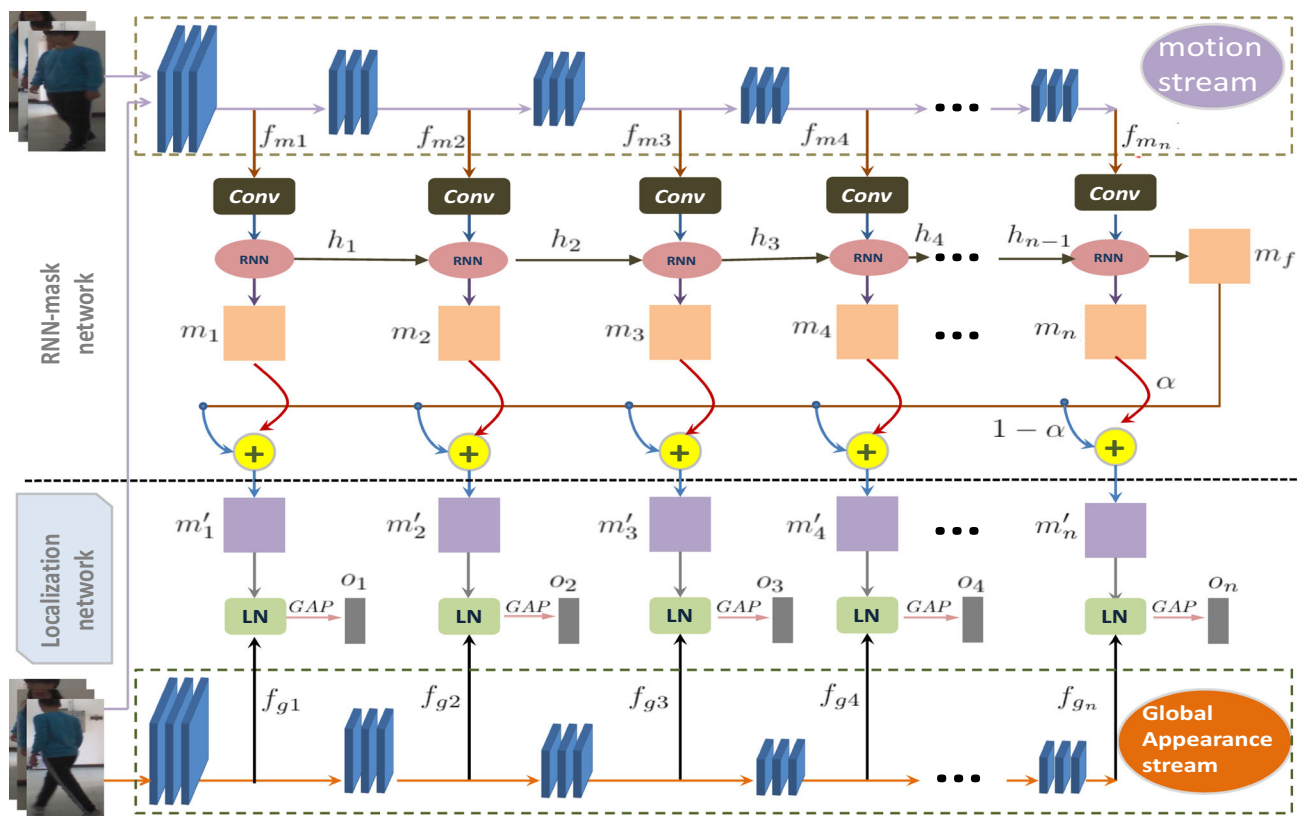 motion
stream
f_{m1}
f_{m2}
f_{m3}
f_{m4}
...
f_{m_n}
Conv
Conv
Conv
Conv
Conv
RNN
h_1
RNN
h_2
RNN
h_3
RNN
h_4
...
h_{n-1}
RNN
m_f
RNN-mask
network
m_1
m_2
m_3
m_4
...
m_n
α
1 − α
+
+
+
+
+
Localization
network
m'_1
m'_2
m'_3
m'_4
...
m'_n
LN
GAP
o_1
LN
GAP
o_2
LN
GAP
o_3
LN
GAP
o_4
LN
GAP
o_n
f_{g1}
f_{g2}
f_{g3}
f_{g4}
...
f_{g_n}
Global
Appearance
stream